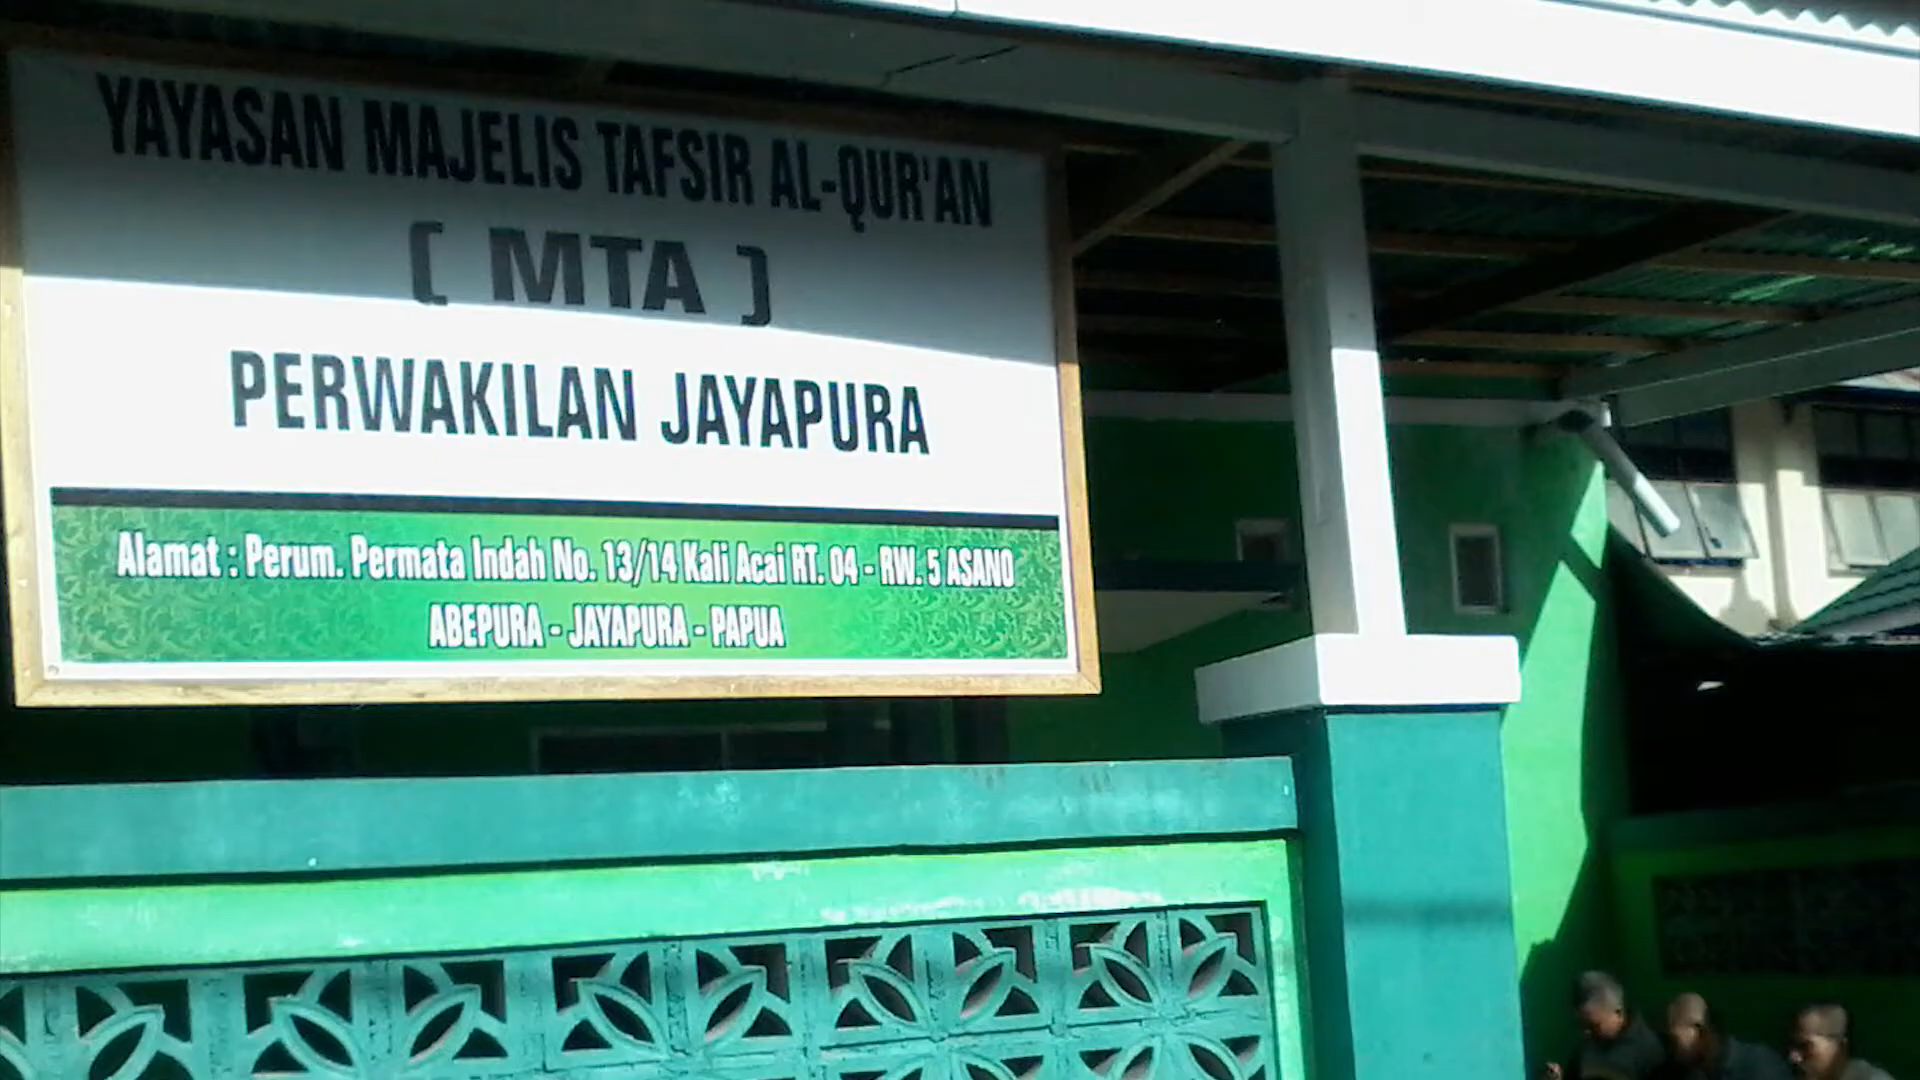 YAYASAN MAJELIS TAFSIR AL-QUR'AN
( MTA )
PERWAKILAN JAYAPURA
Alamat : Perum. Permata Indah No. 13/14 Kali Acai RT. 04 - RW. 5 ASANO
ABEPURA - JAYAPURA - PAPUA